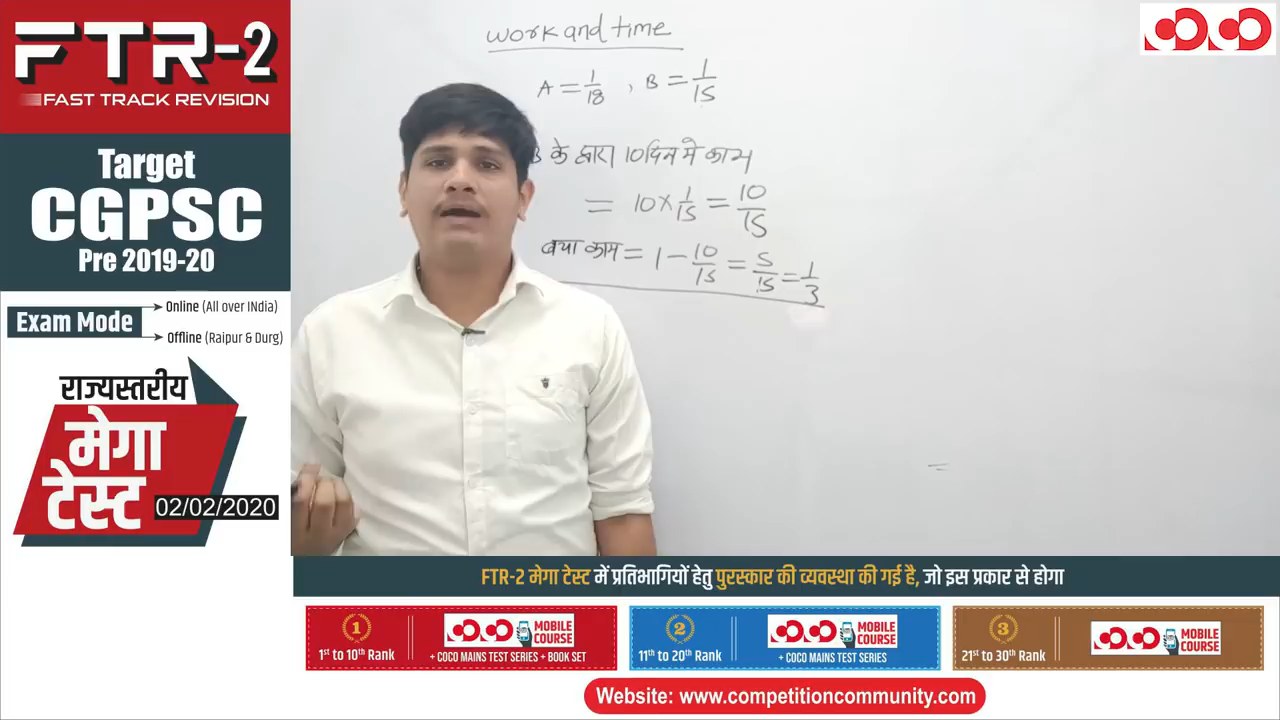 FTR-2
FAST TRACK REVISION
Target
CGPSC
Pre 2019-20
Exam Mode
Online (All over INdia)
Offline (Raipur & Durg)
राज्यस्तरीय
मेगा
टेस्ट
02/02/2020
COCO
work and time
A = 1/18 , B = 1/15
B के द्वारा 10 दिन मे काय
= 10 × 1/15 = 10/15
बचा काम = 1 - 10/15 = 5/15 = 1/3
=
FTR-2 मेगा टेस्ट में प्रतिभागियों हेतु पुरस्कार की व्यवस्था की गई है, जो इस प्रकार से होगा
1
1st to 10th Rank
COCO MOBILE COURSE
+ COCO MAINS TEST SERIES + BOOK SET
2
11th to 20th Rank
COCO MOBILE COURSE
+ COCO MAINS TEST SERIES
3
21st to 30th Rank
COCO MOBILE COURSE
Website: www.competitioncommunity.com